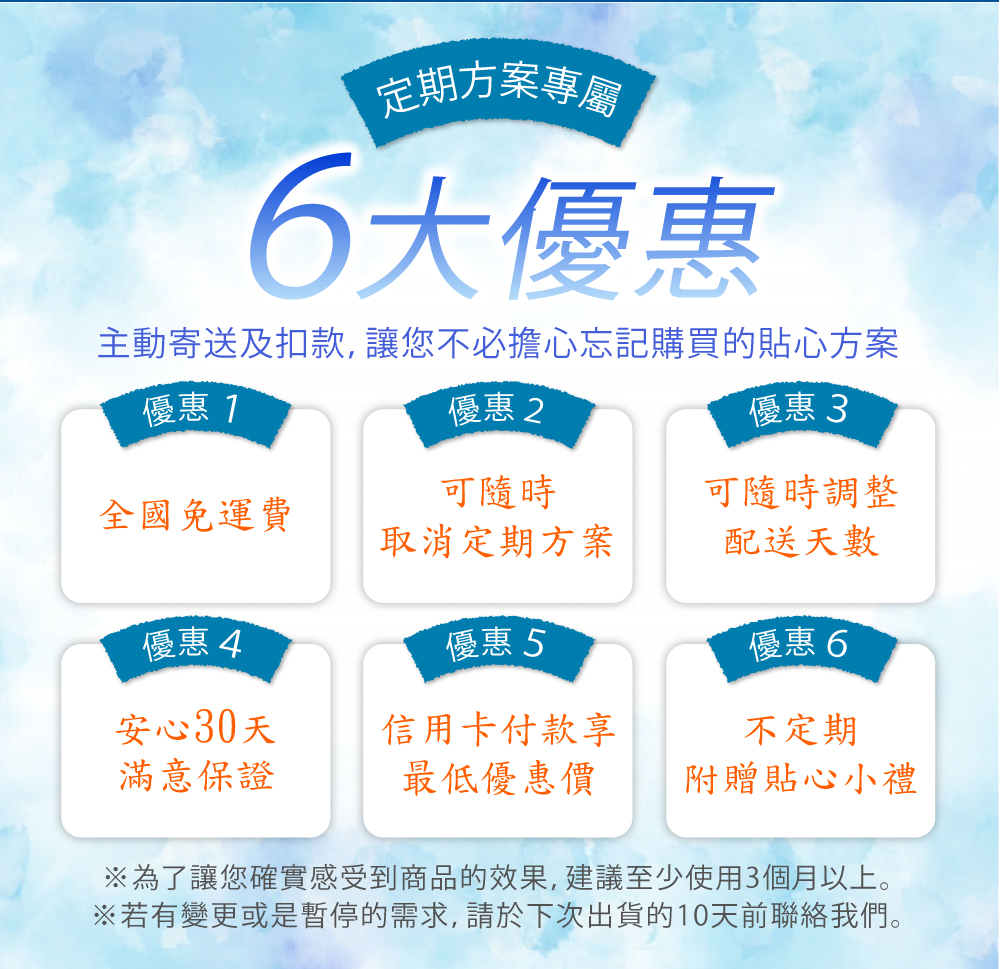 定期方案專屬
6大優惠
主動寄送及扣款, 讓您不必擔心忘記購買的貼心方案
優惠 1
全國免運費
優惠 2
可隨時
取消定期方案
優惠 3
可隨時調整
配送天數
優惠 4
安心30天
滿意保證
優惠 5
信用卡付款享
最低優惠價
優惠 6
不定期
附贈貼心小禮
※為了讓您確實感受到商品的效果, 建議至少使用3個月以上。
※若有變更或是暫停的需求, 請於下次出貨的10天前聯絡我們。